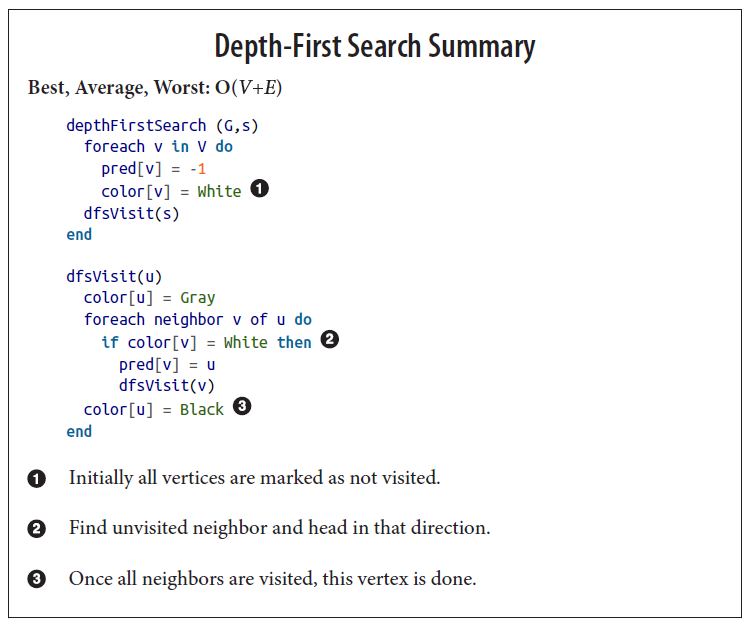 Depth-First Search Summary
Best, Average, Worst: O(V+E)
depthFirstSearch (G,s)
  foreach v in V do
    pred[v] = -1
    color[v] = White ❶
  dfsVisit(s)
end
dfsVisit(u)
  color[u] = Gray
  foreach neighbor v of u do
    if color[v] = White then ❷
      pred[v] = u
      dfsVisit(v)
  color[u] = Black ❸
end
❶ Initially all vertices are marked as not visited.
❷ Find unvisited neighbor and head in that direction.
❸ Once all neighbors are visited, this vertex is done.